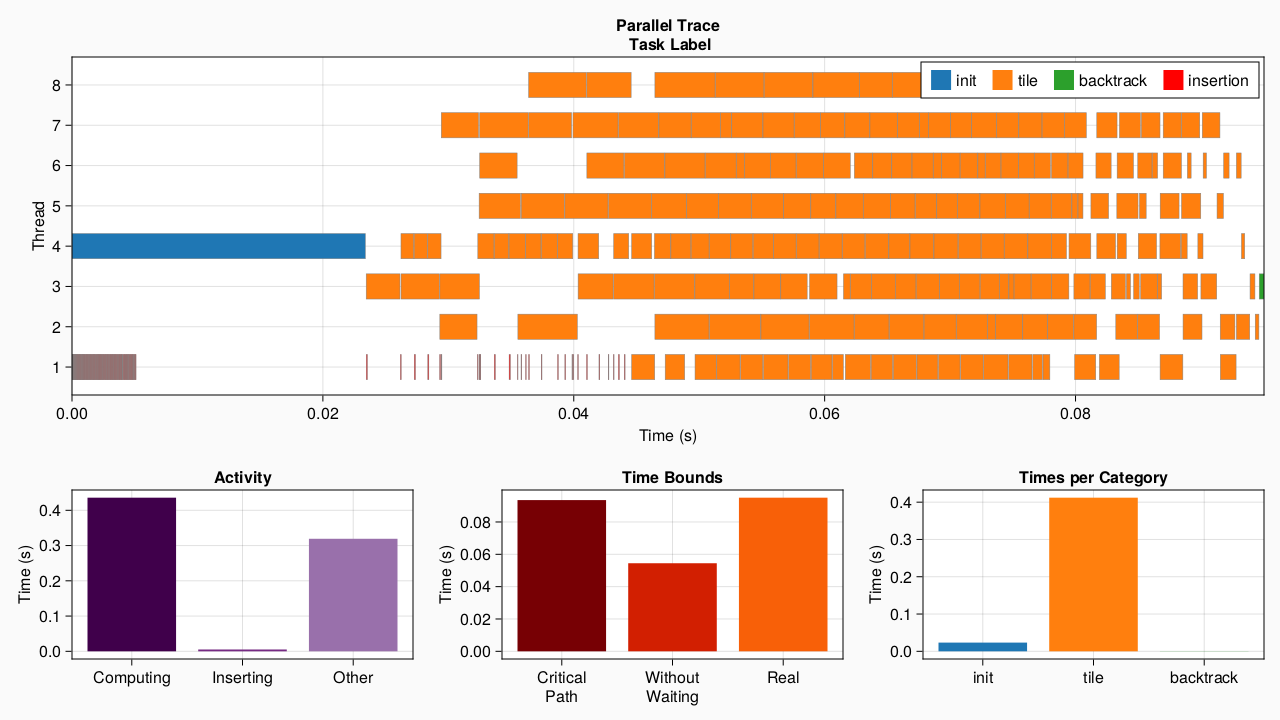 Parallel Trace
Task Label
init tile backtrack insertion
Thread
8
7
6
5
4
3
2
1
0.00 0.02 0.04 0.06 0.08
Time (s)
Activity
Time (s)
0.4
0.3
0.2
0.1
0.0
Computing Inserting Other
Time Bounds
Time (s)
0.08
0.06
0.04
0.02
0.00
Critical Path
Without Waiting
Real
Times per Category
Time (s)
0.4
0.3
0.2
0.1
0.0
init tile backtrack